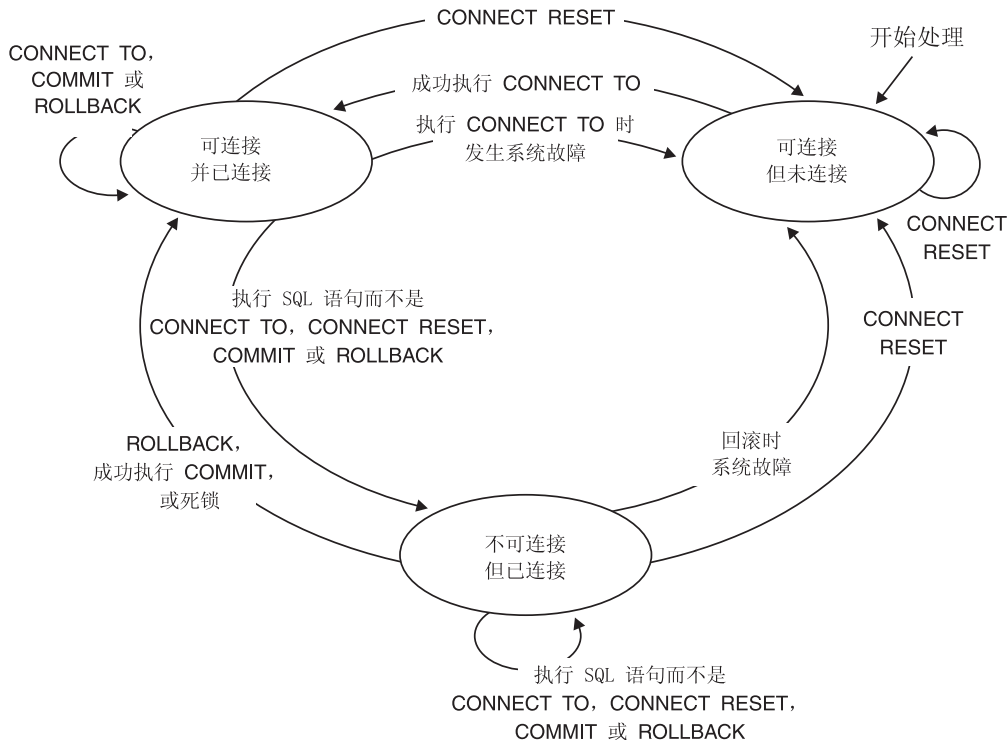 CONNECT RESET
开始处理
CONNECT TO,
COMMIT 或
ROLLBACK
成功执行 CONNECT TO
执行 CONNECT TO 时
发生系统故障
可连接
并已连接
可连接
但未连接
CONNECT
RESET
执行 SQL 语句而不是
CONNECT TO, CONNECT RESET,
COMMIT 或 ROLLBACK
CONNECT
RESET
ROLLBACK,
成功执行 COMMIT,
或死锁
回滚时
系统故障
不可连接
但已连接
执行 SQL 语句而不是
CONNECT TO, CONNECT RESET,
COMMIT 或 ROLLBACK